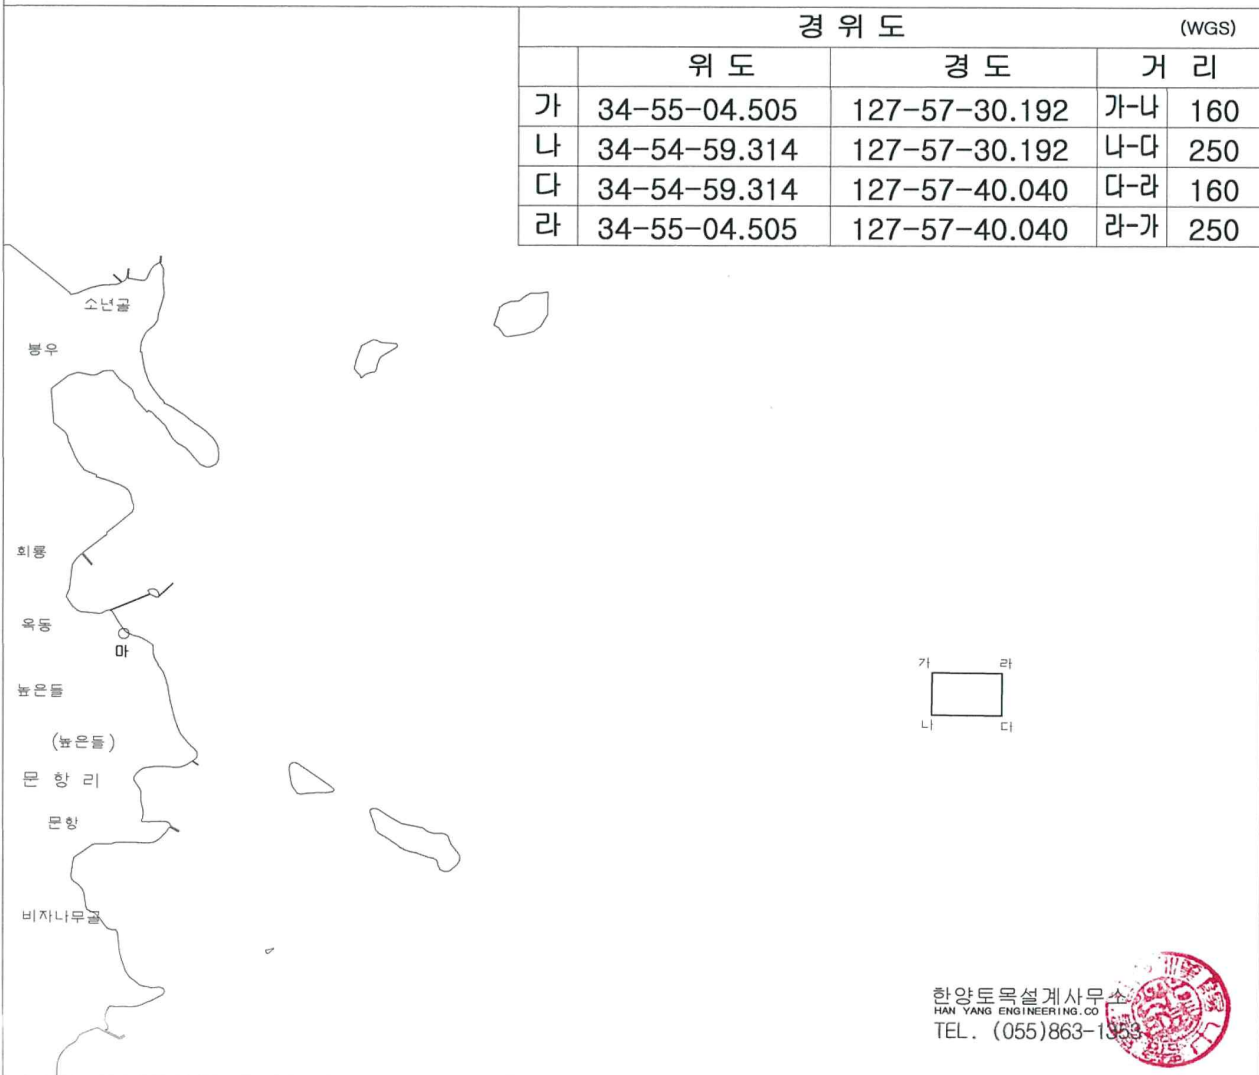 경 위 도 (WGS)
위 도 경 도 거 리
가 34-55-04.505 127-57-30.192 가-나 160
나 34-54-59.314 127-57-30.192 나-다 250
다 34-54-59.314 127-57-40.040 다-라 160
라 34-55-04.505 127-57-40.040 라-가 250
소년골
봉우
회룡
옥동
마
높은들
(높은들)
문 항 리
문항
비자나무골
가 라
나 다
한양토목설계사무소
HAN YANG ENGINEERING.CO
TEL. (055)863-1353